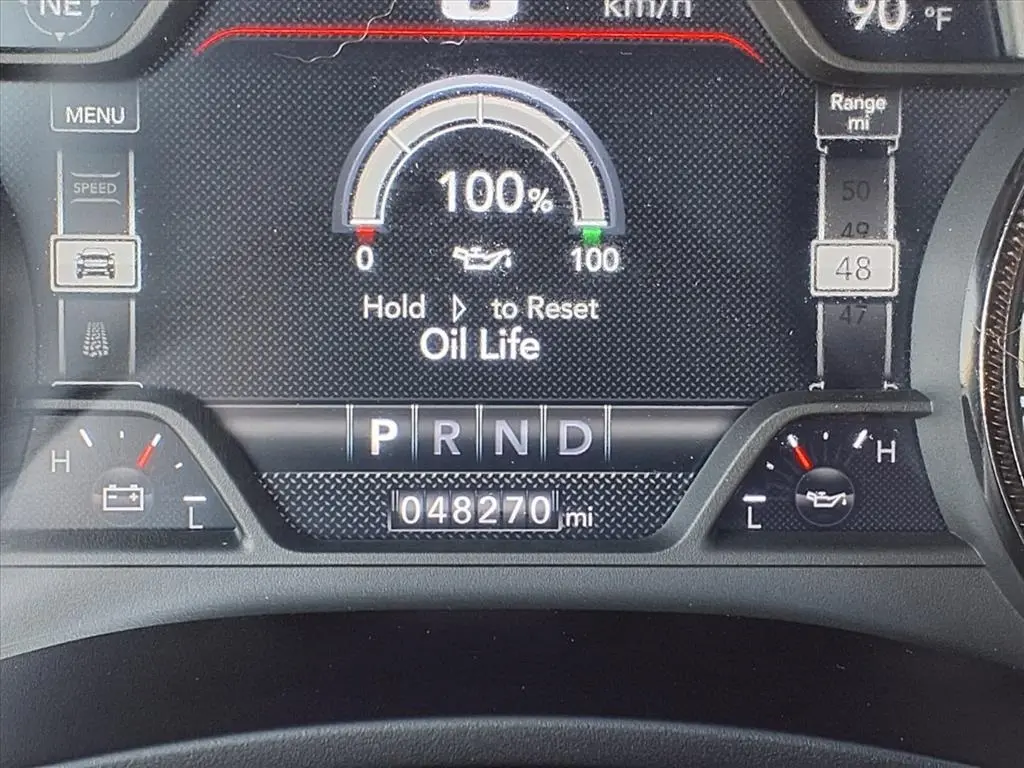 NE
km/h
90 °F
MENU
Range
mi
SPEED
100%
50
49
48
47
0
100
Hold ▷ to Reset
Oil Life
P R N D
H
L
048270 mi
H
L